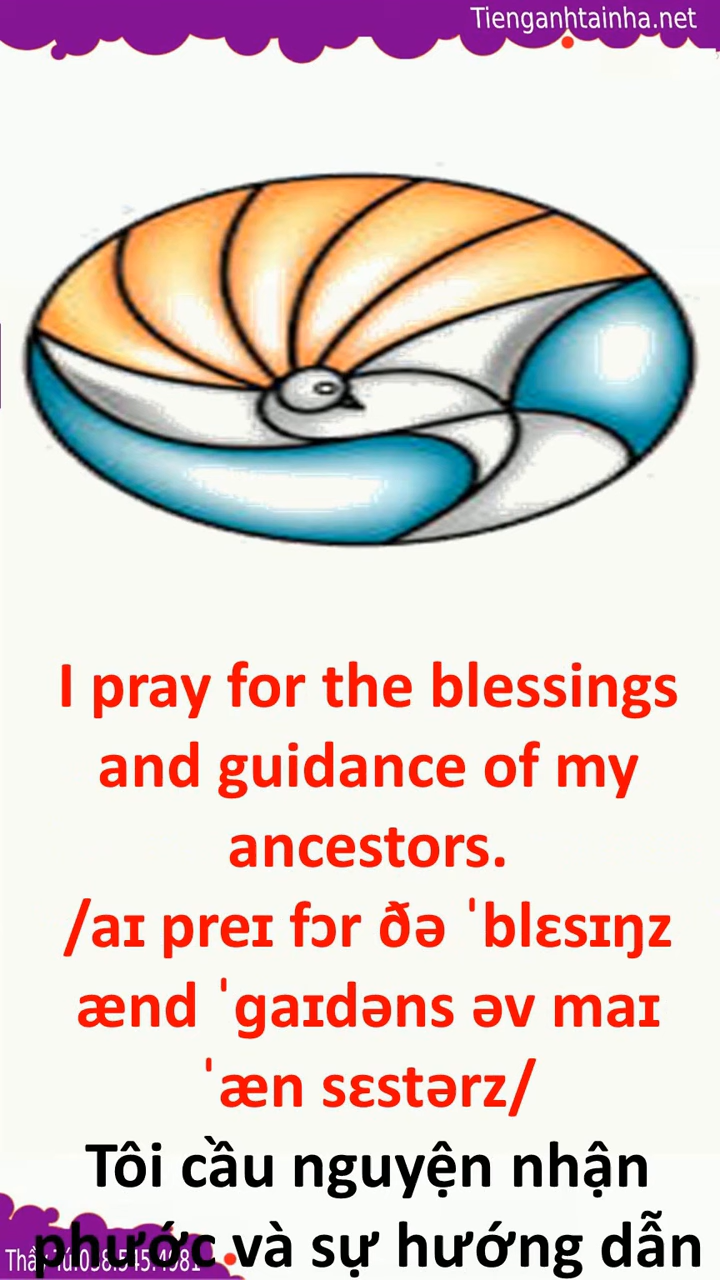 Tienganhtainha.net
I pray for the blessings
and guidance of my
ancestors.
/aɪ preɪ fɔr ðə ˈblɛsɪŋz
ænd ˈgaɪdəns əv maɪ
ˈæn sɛstərz/
Tôi cầu nguyện nhận
phước và sự hướng dẫn